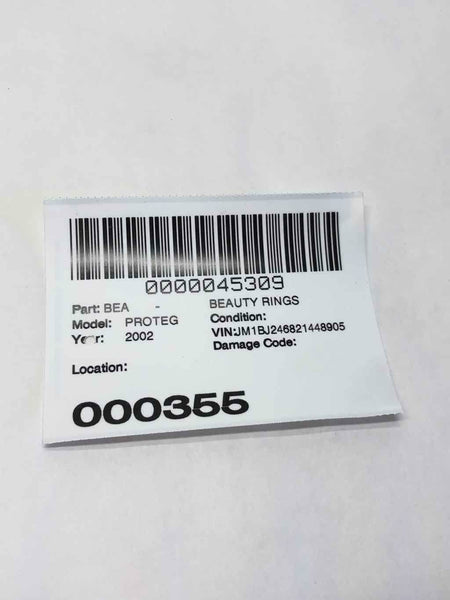 0000045309
Part: BEA - BEAUTY RINGS
Model: PROTEG Condition:
Year: 2002 VIN:JM1BJ246821448905
Damage Code:
Location:
000355